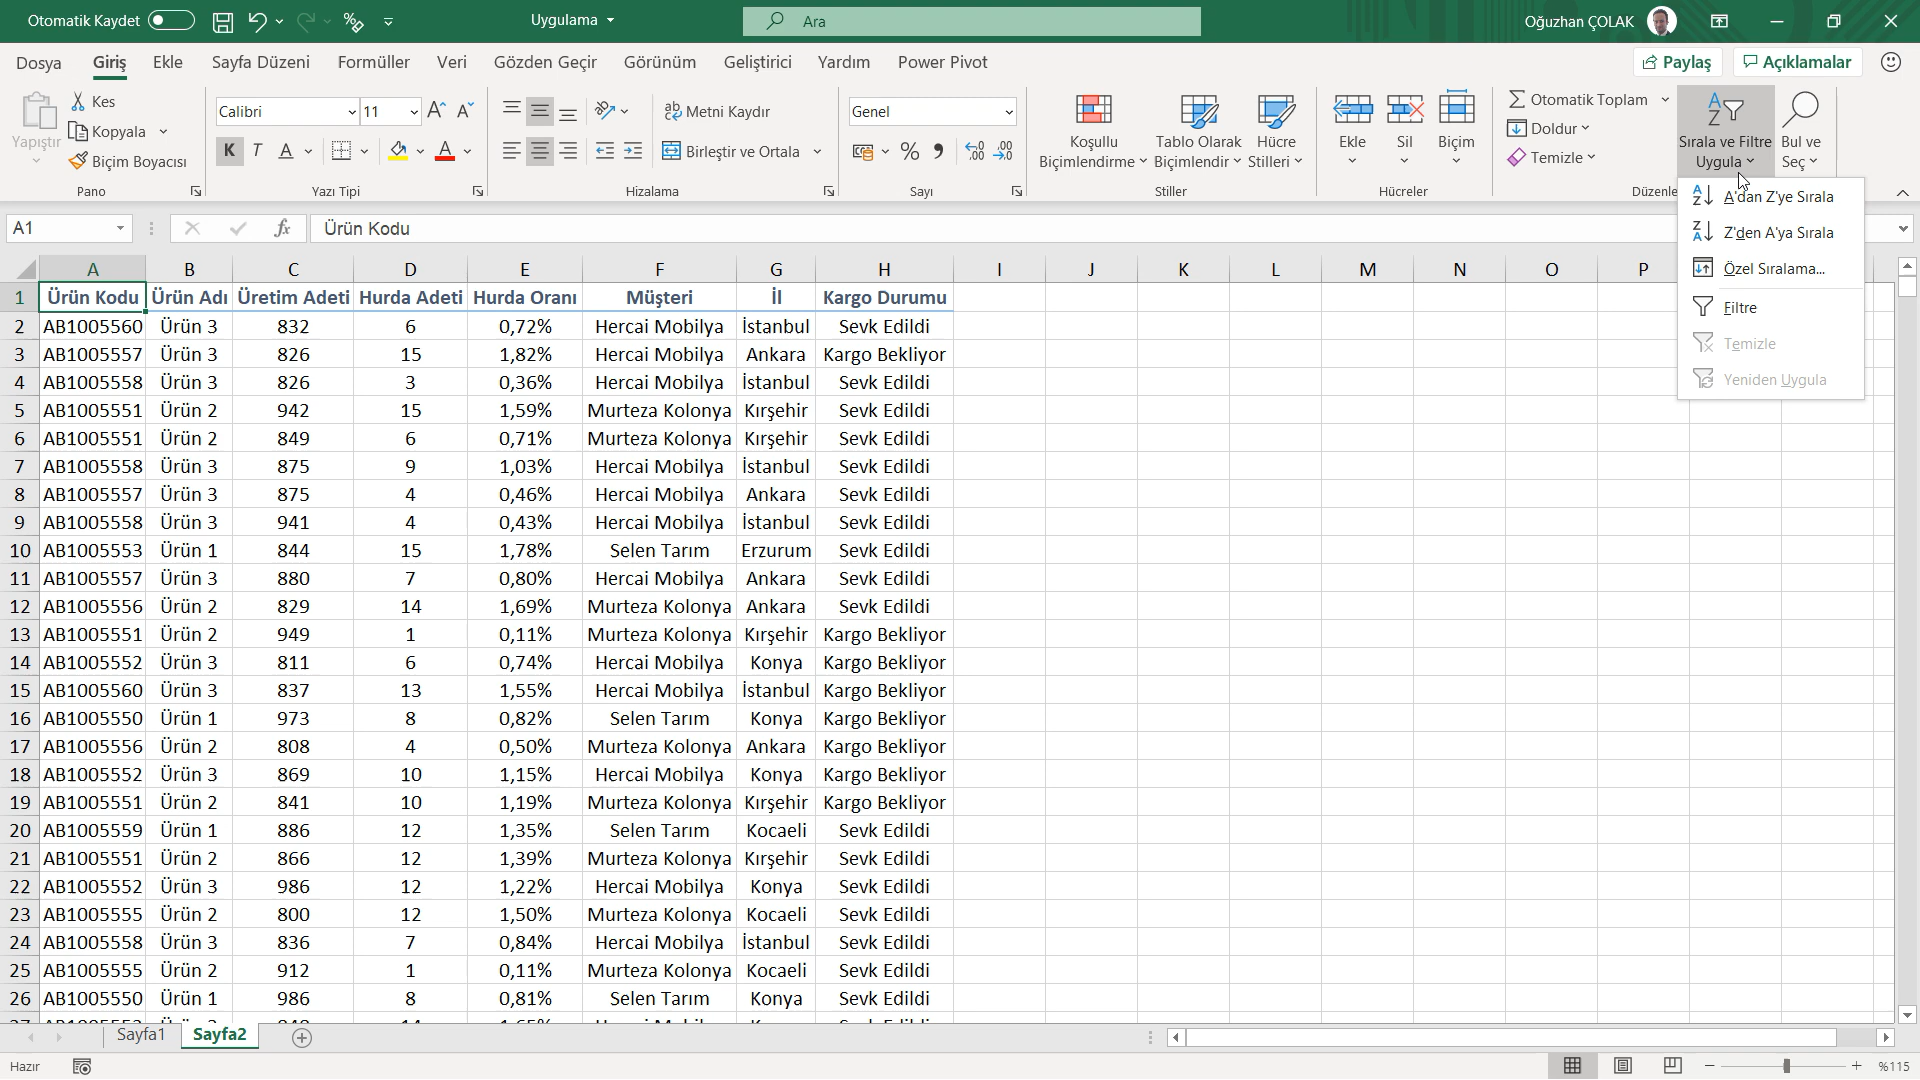 Otomatik Kaydet
Uygulama
Ara
Oğuzhan ÇOLAK
Dosya Giriş Ekle Sayfa Düzeni Formüller Veri Gözden Geçir Görünüm Geliştirici Yardım Power Pivot
Paylaş Açıklamalar
Yapıştır
Kes
Kopyala
Biçim Boyacısı
Pano
Calibri 11
K T A A
Yazı Tipi
Metni Kaydır
Birleştir ve Ortala
Hizalama
Genel
Sayı
Koşullu Biçimlendirme
Tablo Olarak Biçimlendir
Hücre Stilleri
Stiller
Ekle Sil Biçim
Hücreler
Otomatik Toplam
Doldur
Temizle
Düzenle
Sırala ve Filtre Uygula
Bul ve Seç
A'dan Z'ye Sırala
Z'den A'ya Sırala
Özel Sıralama...
Filtre
Temizle
Yeniden Uygula
A1 fx Ürün Kodu
A B C D E F G H I J K L M N O P
1 Ürün Kodu Ürün Adı Üretim Adeti Hurda Adeti Hurda Oranı Müşteri İl Kargo Durumu
2 AB1005560 Ürün 3 832 6 0,72% Hercai Mobilya İstanbul Sevk Edildi
3 AB1005557 Ürün 3 826 15 1,82% Hercai Mobilya Ankara Kargo Bekliyor
4 AB1005558 Ürün 3 826 3 0,36% Hercai Mobilya İstanbul Sevk Edildi
5 AB1005551 Ürün 2 942 15 1,59% Murteza Kolonya Kırşehir Sevk Edildi
6 AB1005551 Ürün 2 849 6 0,71% Murteza Kolonya Kırşehir Sevk Edildi
7 AB1005558 Ürün 3 875 9 1,03% Hercai Mobilya İstanbul Sevk Edildi
8 AB1005557 Ürün 3 875 4 0,46% Hercai Mobilya Ankara Sevk Edildi
9 AB1005558 Ürün 3 941 4 0,43% Hercai Mobilya İstanbul Sevk Edildi
10 AB1005553 Ürün 1 844 15 1,78% Selen Tarım Erzurum Sevk Edildi
11 AB1005557 Ürün 3 880 7 0,80% Hercai Mobilya Ankara Sevk Edildi
12 AB1005556 Ürün 2 829 14 1,69% Murteza Kolonya Ankara Sevk Edildi
13 AB1005551 Ürün 2 949 1 0,11% Murteza Kolonya Kırşehir Kargo Bekliyor
14 AB1005552 Ürün 3 811 6 0,74% Hercai Mobilya Konya Kargo Bekliyor
15 AB1005560 Ürün 3 837 13 1,55% Hercai Mobilya İstanbul Kargo Bekliyor
16 AB1005550 Ürün 1 973 8 0,82% Selen Tarım Konya Kargo Bekliyor
17 AB1005556 Ürün 2 808 4 0,50% Murteza Kolonya Ankara Kargo Bekliyor
18 AB1005552 Ürün 3 869 10 1,15% Hercai Mobilya Konya Kargo Bekliyor
19 AB1005551 Ürün 2 841 10 1,19% Murteza Kolonya Kırşehir Kargo Bekliyor
20 AB1005559 Ürün 1 886 12 1,35% Selen Tarım Kocaeli Sevk Edildi
21 AB1005551 Ürün 2 866 12 1,39% Murteza Kolonya Kırşehir Sevk Edildi
22 AB1005552 Ürün 3 986 12 1,22% Hercai Mobilya Konya Sevk Edildi
23 AB1005555 Ürün 2 800 12 1,50% Murteza Kolonya Kocaeli Sevk Edildi
24 AB1005558 Ürün 3 836 7 0,84% Hercai Mobilya İstanbul Sevk Edildi
25 AB1005555 Ürün 2 912 1 0,11% Murteza Kolonya Kocaeli Sevk Edildi
26 AB1005550 Ürün 1 986 8 0,81% Selen Tarım Konya Sevk Edildi
Sayfa1 Sayfa2
Hazır
%115